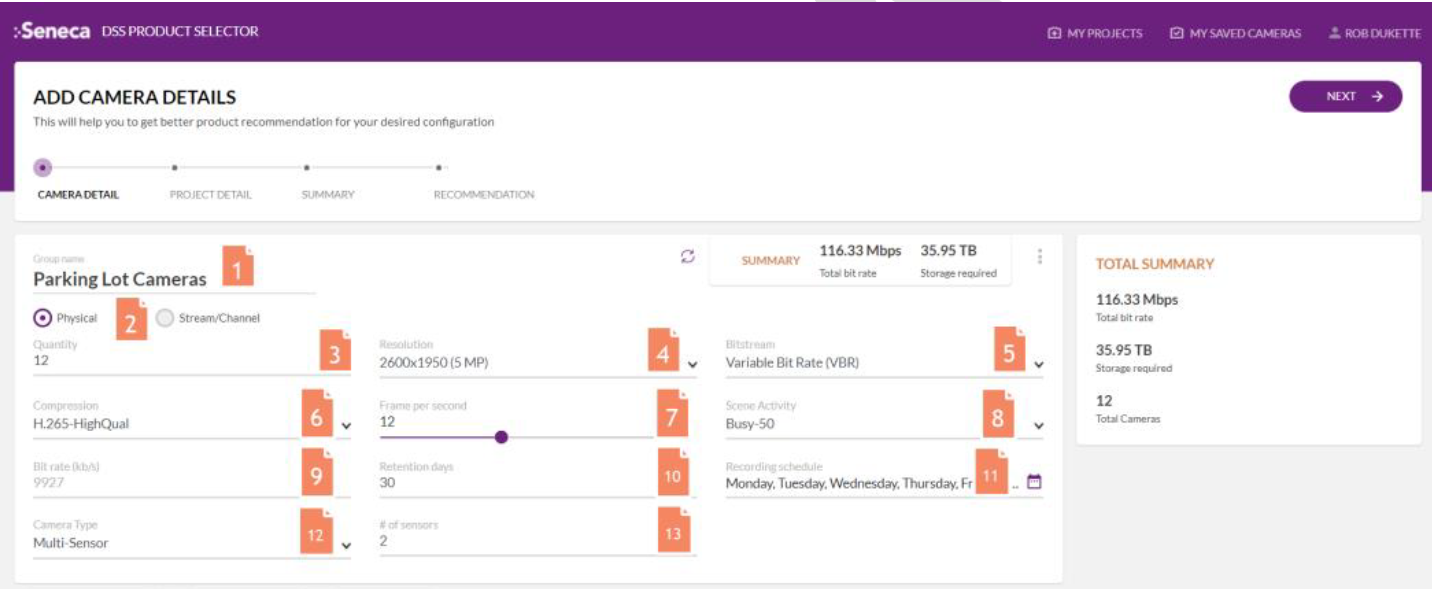 :Seneca DSS PRODUCT SELECTOR
MY PROJECTS MY SAVED CAMERAS ROB DUKETTE
ADD CAMERA DETAILS
NEXT →
This will help you to get better product recommendation for your desired configuration
CAMERA DETAIL PROJECT DETAIL SUMMARY RECOMMENDATION
Group name
Parking Lot Cameras 1
SUMMARY 116.33 Mbps 35.95 TB
Total bit rate Storage required
Physical 2 Stream/Channel
Quantity
12 3
Resolution
2600x1950 (5 MP) 4
Bitstream
Variable Bit Rate (VBR) 5
Compression
H.265-HighQual 6
Frame per second
12 7
Scene Activity
Busy-50 8
Bit rate (kb/s)
9927 9
Retention days
30 10
Recording schedule
Monday, Tuesday, Wednesday, Thursday, Fr 11 ..
Camera Type
Multi-Sensor 12
# of sensors
2 13
TOTAL SUMMARY
116.33 Mbps
Total bit rate
35.95 TB
Storage required
12
Total Cameras